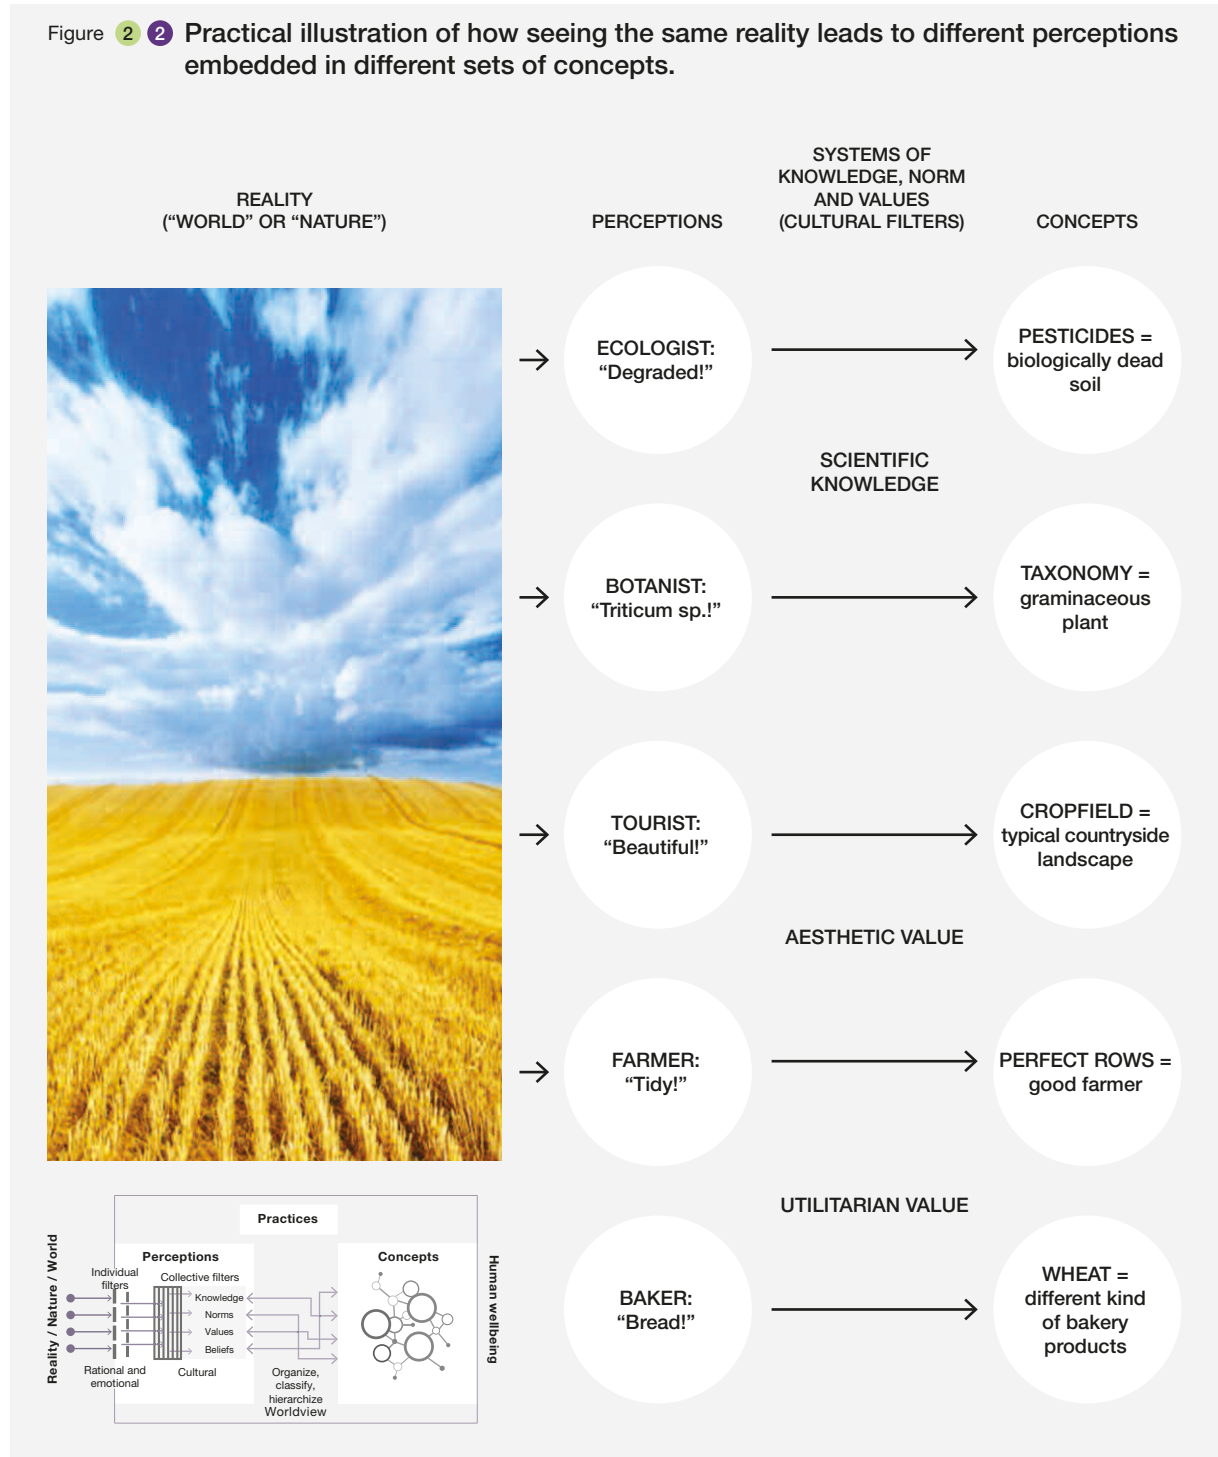 Figure 2 2 Practical illustration of how seeing the same reality leads to different perceptions
embedded in different sets of concepts.
REALITY
(“WORLD” OR “NATURE”)
PERCEPTIONS
SYSTEMS OF
KNOWLEDGE, NORM
AND VALUES
(CULTURAL FILTERS)
CONCEPTS
ECOLOGIST:
“Degraded!”
PESTICIDES =
biologically dead
soil
SCIENTIFIC
KNOWLEDGE
BOTANIST:
“Triticum sp.!”
TAXONOMY =
graminaceous
plant
TOURIST:
“Beautiful!”
CROPFIELD =
typical countryside
landscape
AESTHETIC VALUE
FARMER:
“Tidy!”
PERFECT ROWS =
good farmer
UTILITARIAN VALUE
BAKER:
“Bread!”
WHEAT =
different kind
of bakery
products
Reality / Nature / World
Practices
Perceptions
Individual
filters
Collective filters
Knowledge
Norms
Values
Beliefs
Rational and
emotional
Cultural
Organize,
classify,
hierarchize
Worldview
Concepts
Human wellbeing